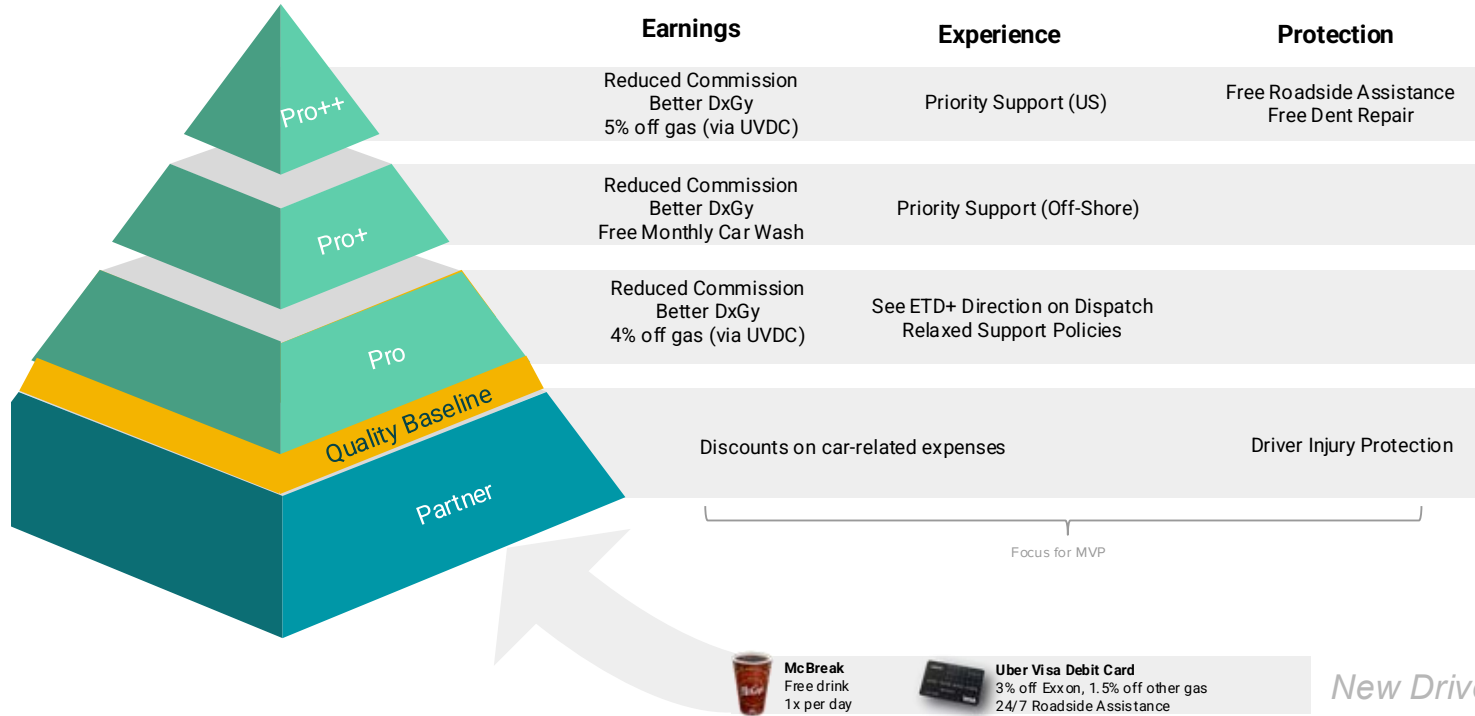 Earnings
Experience
Protection
Pro++
Reduced Commission
Better DxGy
5% off gas (via UVDC)
Priority Support (US)
Free Roadside Assistance
Free Dent Repair
Pro+
Reduced Commission
Better DxGy
Free Monthly Car Wash
Priority Support (Off-Shore)
Pro
Reduced Commission
Better DxGy
4% off gas (via UVDC)
See ETD+ Direction on Dispatch
Relaxed Support Policies
Quality Baseline
Partner
Discounts on car-related expenses
Driver Injury Protection
Focus for MVP
McBreak
Free drink
1x per day
Uber Visa Debit Card
3% off Exxon, 1.5% off other gas
24/7 Roadside Assistance
New Drive